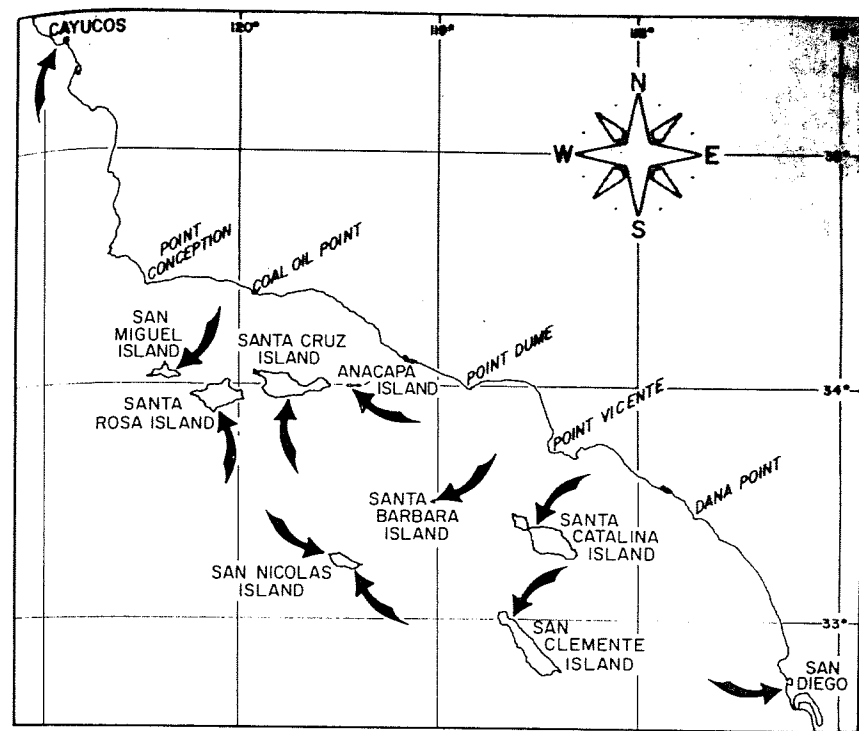 CAYUCOS
120°
119°
118°
N
W E
S
POINT
CONCEPTION
COAL OIL POINT
SAN
MIGUEL
ISLAND
SANTA CRUZ
ISLAND
ANACAPA
ISLAND
POINT DUME
34°
SANTA
ROSA ISLAND
POINT VICENTE
DANA POINT
SANTA
BARBARA
ISLAND
SANTA
CATALINA
ISLAND
SAN NICOLAS
ISLAND
33°
SAN
CLEMENTE
ISLAND
SAN
DIEGO